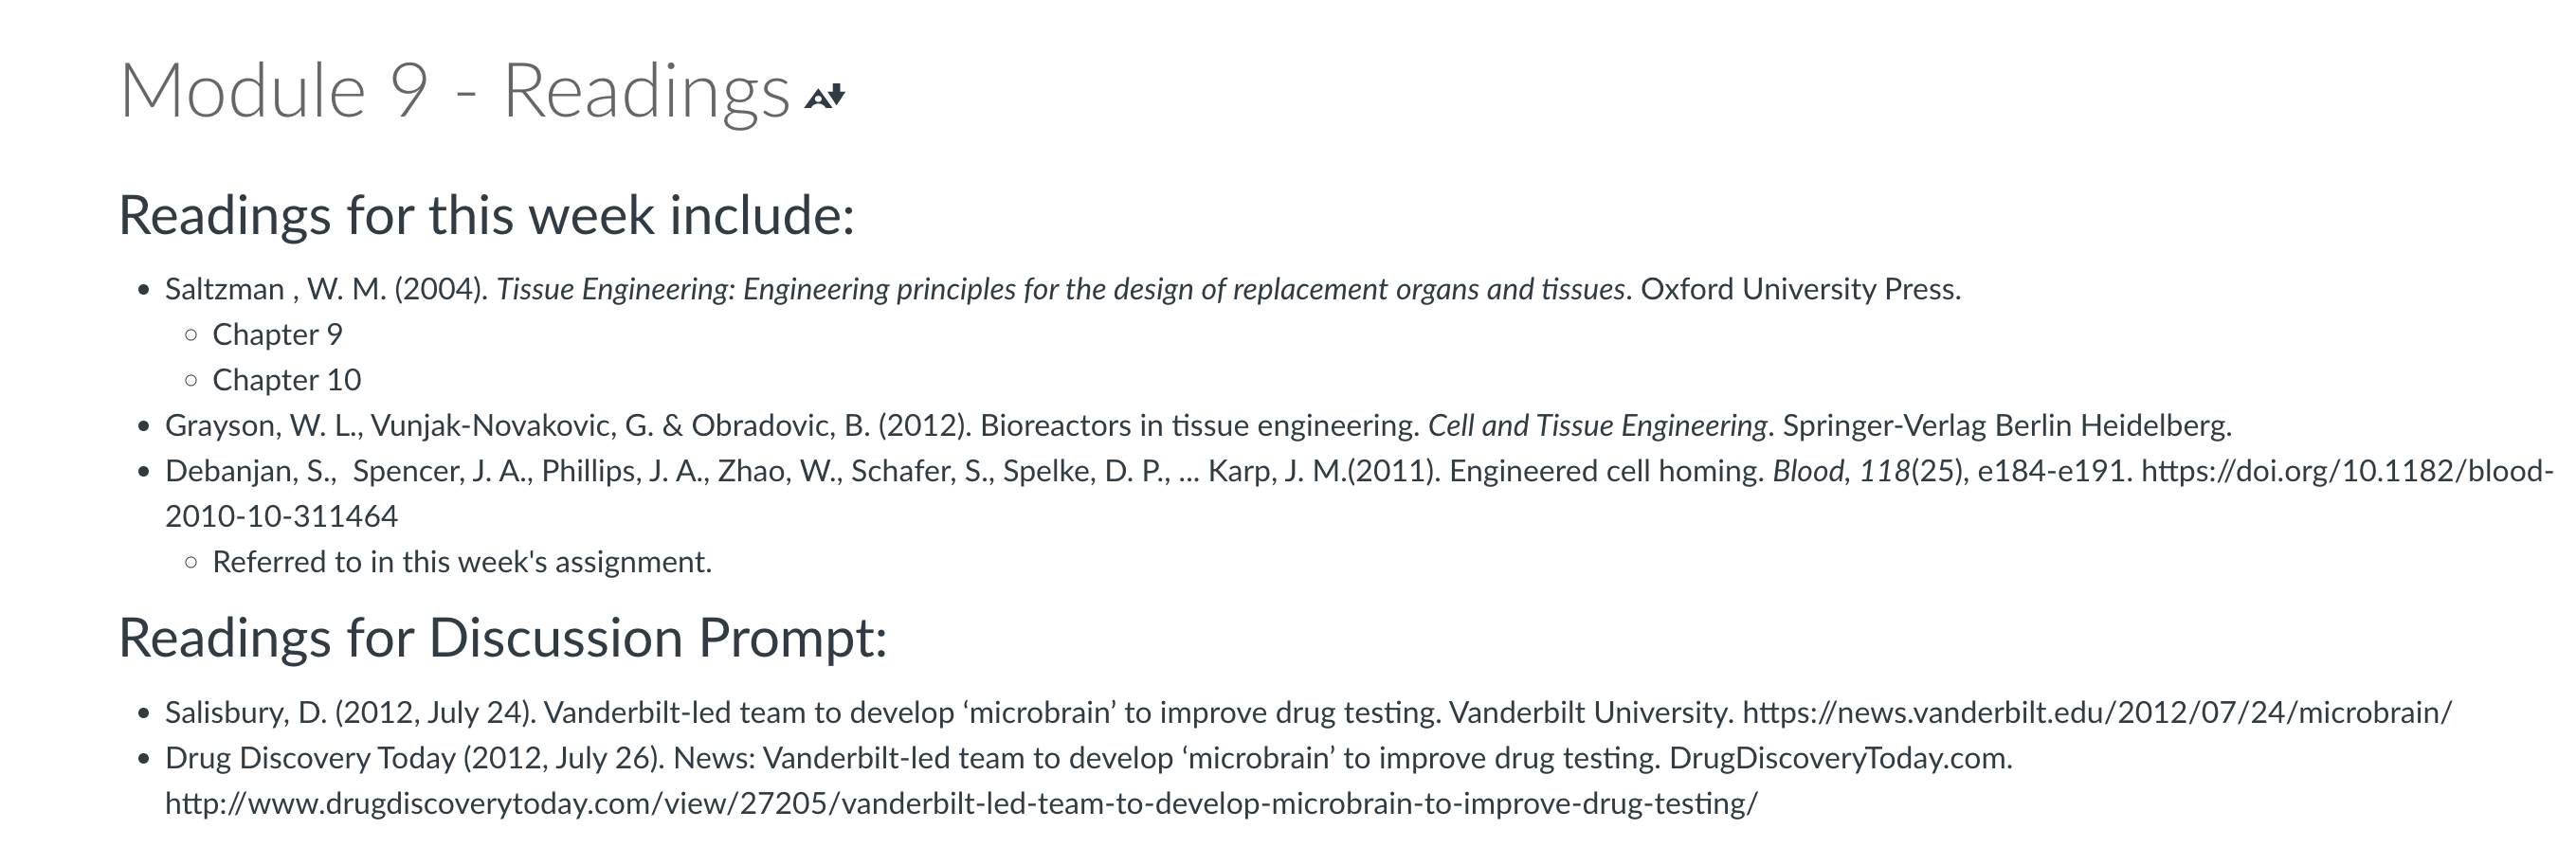 Module 9 - Readings
Readings for this week include:
• Saltzman , W. M. (2004). Tissue Engineering: Engineering principles for the design of replacement organs and tissues. Oxford University Press.
◦ Chapter 9
◦ Chapter 10
• Grayson, W. L., Vunjak-Novakovic, G. & Obradovic, B. (2012). Bioreactors in tissue engineering. Cell and Tissue Engineering. Springer-Verlag Berlin Heidelberg.
• Debanjan, S.,  Spencer, J. A., Phillips, J. A., Zhao, W., Schafer, S., Spelke, D. P., ... Karp, J. M.(2011). Engineered cell homing. Blood, 118(25), e184-e191. https://doi.org/10.1182/blood-
2010-10-311464
◦ Referred to in this week's assignment.
Readings for Discussion Prompt:
• Salisbury, D. (2012, July 24). Vanderbilt-led team to develop ‘microbrain’ to improve drug testing. Vanderbilt University. https://news.vanderbilt.edu/2012/07/24/microbrain/
• Drug Discovery Today (2012, July 26). News: Vanderbilt-led team to develop ‘microbrain’ to improve drug testing. DrugDiscoveryToday.com.
http://www.drugdiscoverytoday.com/view/27205/vanderbilt-led-team-to-develop-microbrain-to-improve-drug-testing/